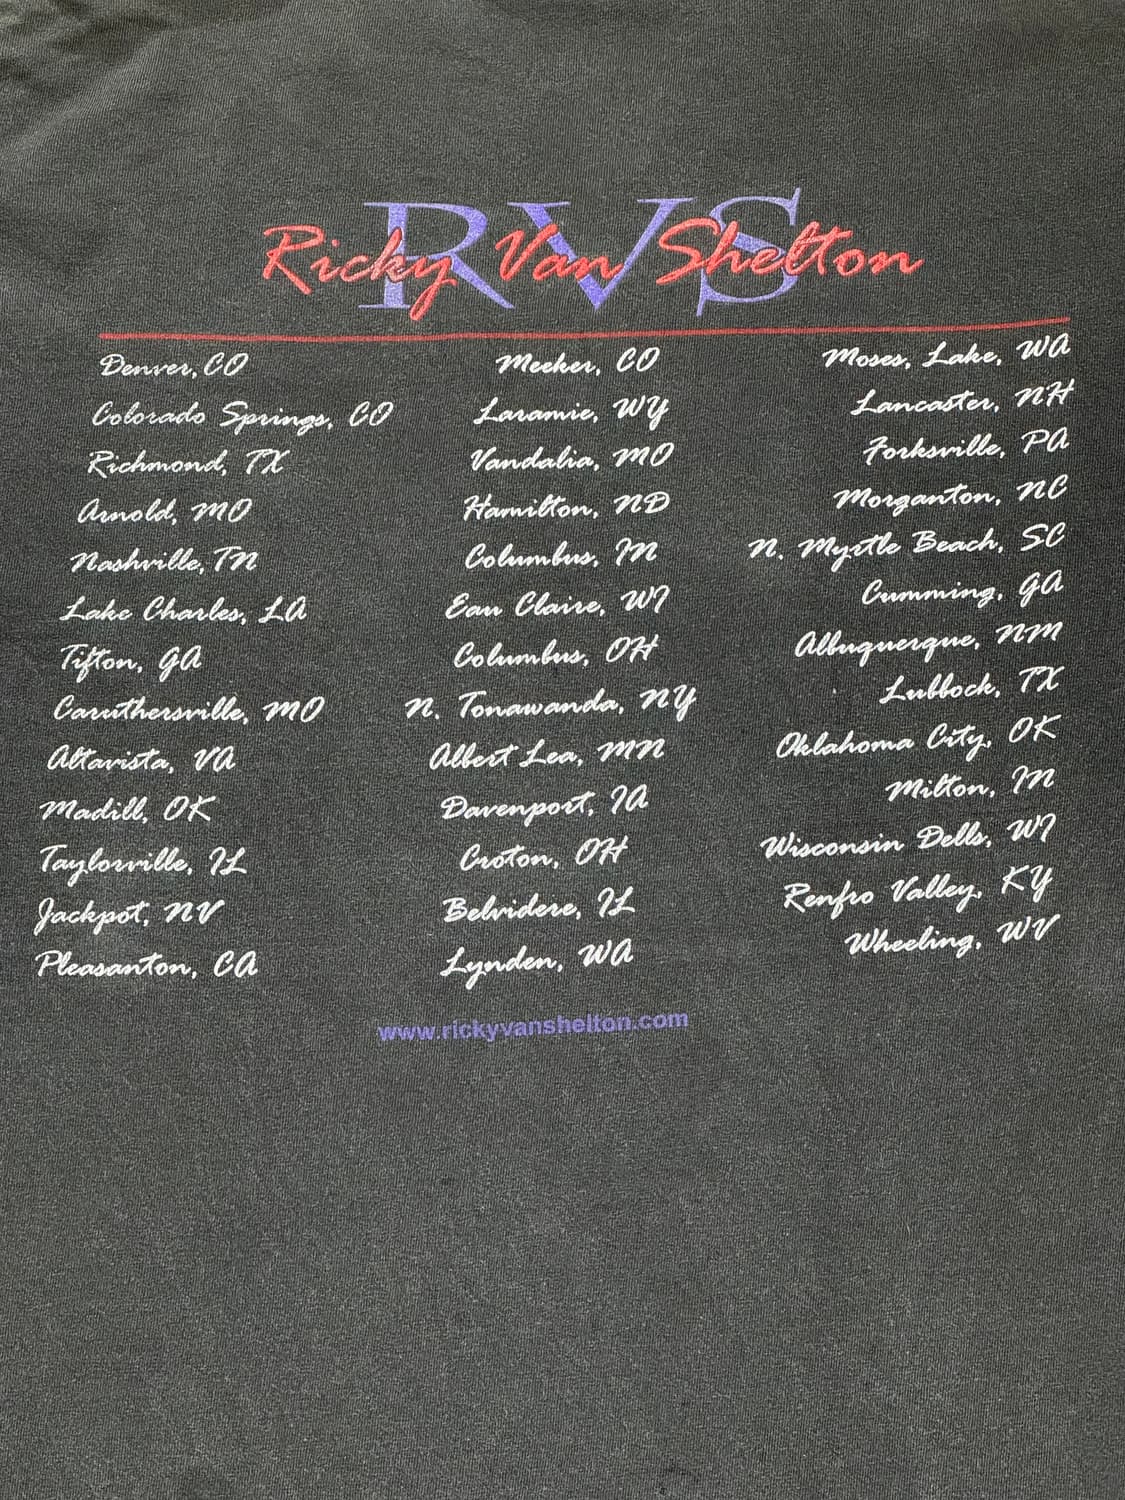 RVS
Ricky Van Shelton
Denver, CO
Colorado Springs, CO
Richmond, TX
Arnold, MO
Nashville, TN
Lake Charles, LA
Tifton, GA
Caruthersville, MO
Altavista, VA
Madill, OK
Taylorville, IL
Jackpot, NV
Pleasanton, CA
Meeker, CO
Laramie, WY
Vandalia, MO
Hamilton, ND
Columbus, IN
Eau Claire, WI
Columbus, OH
N. Tonawanda, NY
Albert Lea, MN
Davenport, IA
Croton, OH
Belvidere, IL
Lynden, WA
Moses, Lake, WA
Lancaster, NH
Forksville, PA
Morganton, NC
N. Myrtle Beach, SC
Cumming, GA
Albuquerque, NM
Lubbock, TX
Oklahoma City, OK
Milton, IN
Wisconsin Dells, WI
Renfro Valley, KY
Wheeling, WV
www.rickyvanshelton.com